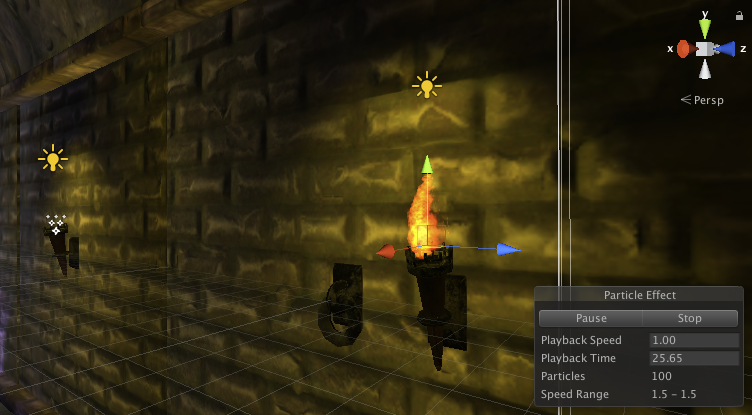 y
x z
Persp
Particle Effect
Pause Stop
Playback Speed 1.00
Playback Time 25.65
Particles 100
Speed Range 1.5 – 1.5